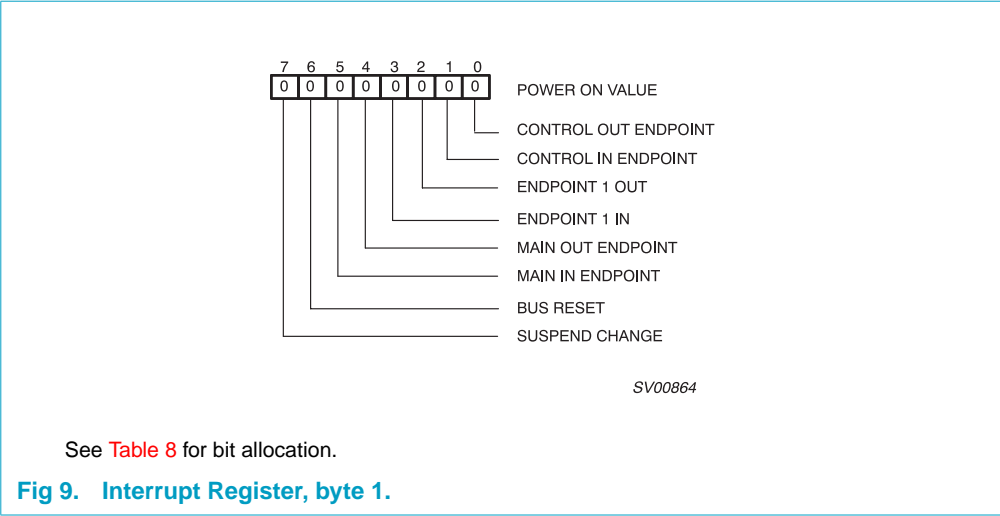 7 6 5 4 3 2 1 0
0 0 0 0 0 0 0 0 POWER ON VALUE
CONTROL OUT ENDPOINT
CONTROL IN ENDPOINT
ENDPOINT 1 OUT
ENDPOINT 1 IN
MAIN OUT ENDPOINT
MAIN IN ENDPOINT
BUS RESET
SUSPEND CHANGE
SV00864
See Table 8 for bit allocation.
Fig 9. Interrupt Register, byte 1.